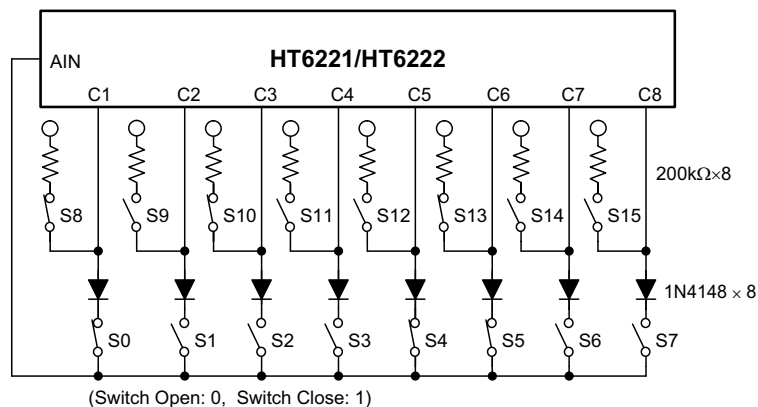 HT6221/HT6222
AIN
C1 C2 C3 C4 C5 C6 C7 C8
200kΩ×8
S8 S9 S10 S11 S12 S13 S14 S15
1N4148 × 8
S0 S1 S2 S3 S4 S5 S6 S7
(Switch Open: 0, Switch Close: 1)